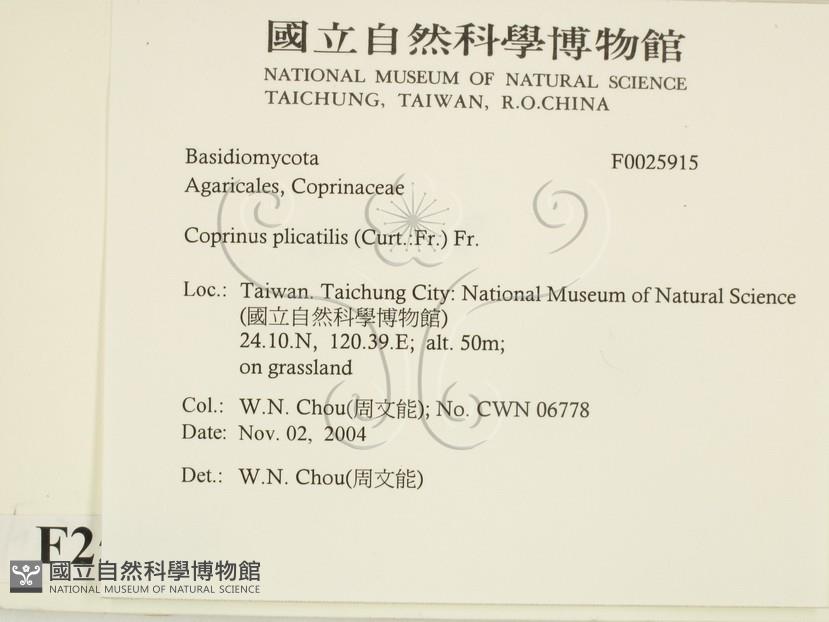 國立自然科學博物館
NATIONAL MUSEUM OF NATURAL SCIENCE
TAICHUNG, TAIWAN, R.O.CHINA
Basidiomycota F0025915
Agaricales, Coprinaceae
Coprinus plicatilis (Curt.:Fr.) Fr.
Loc.: Taiwan. Taichung City: National Museum of Natural Science
(國立自然科學博物館)
24.10.N, 120.39.E; alt. 50m;
on grassland
Col.: W.N. Chou(周文能); No. CWN 06778
Date: Nov. 02, 2004
Det.: W.N. Chou(周文能)
國立自然科學博物館
NATIONAL MUSEUM OF NATURAL SCIENCE